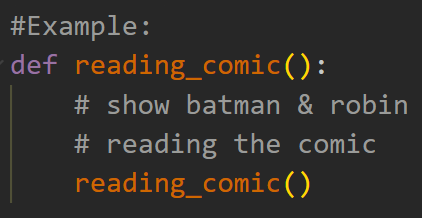 #Example:
def reading_comic():
    # show batman & robin
    # reading the comic
    reading_comic()